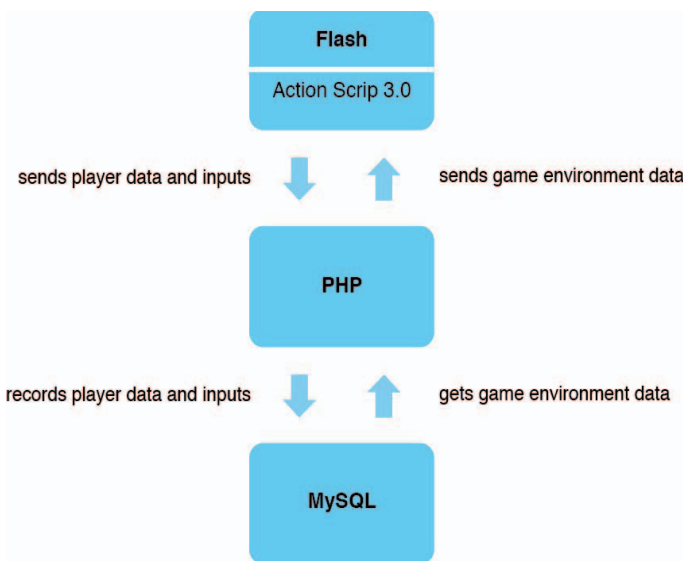 Flash
Action Scrip 3.0
sends player data and inputs
sends game environment data
PHP
records player data and inputs
gets game environment data
MySQL